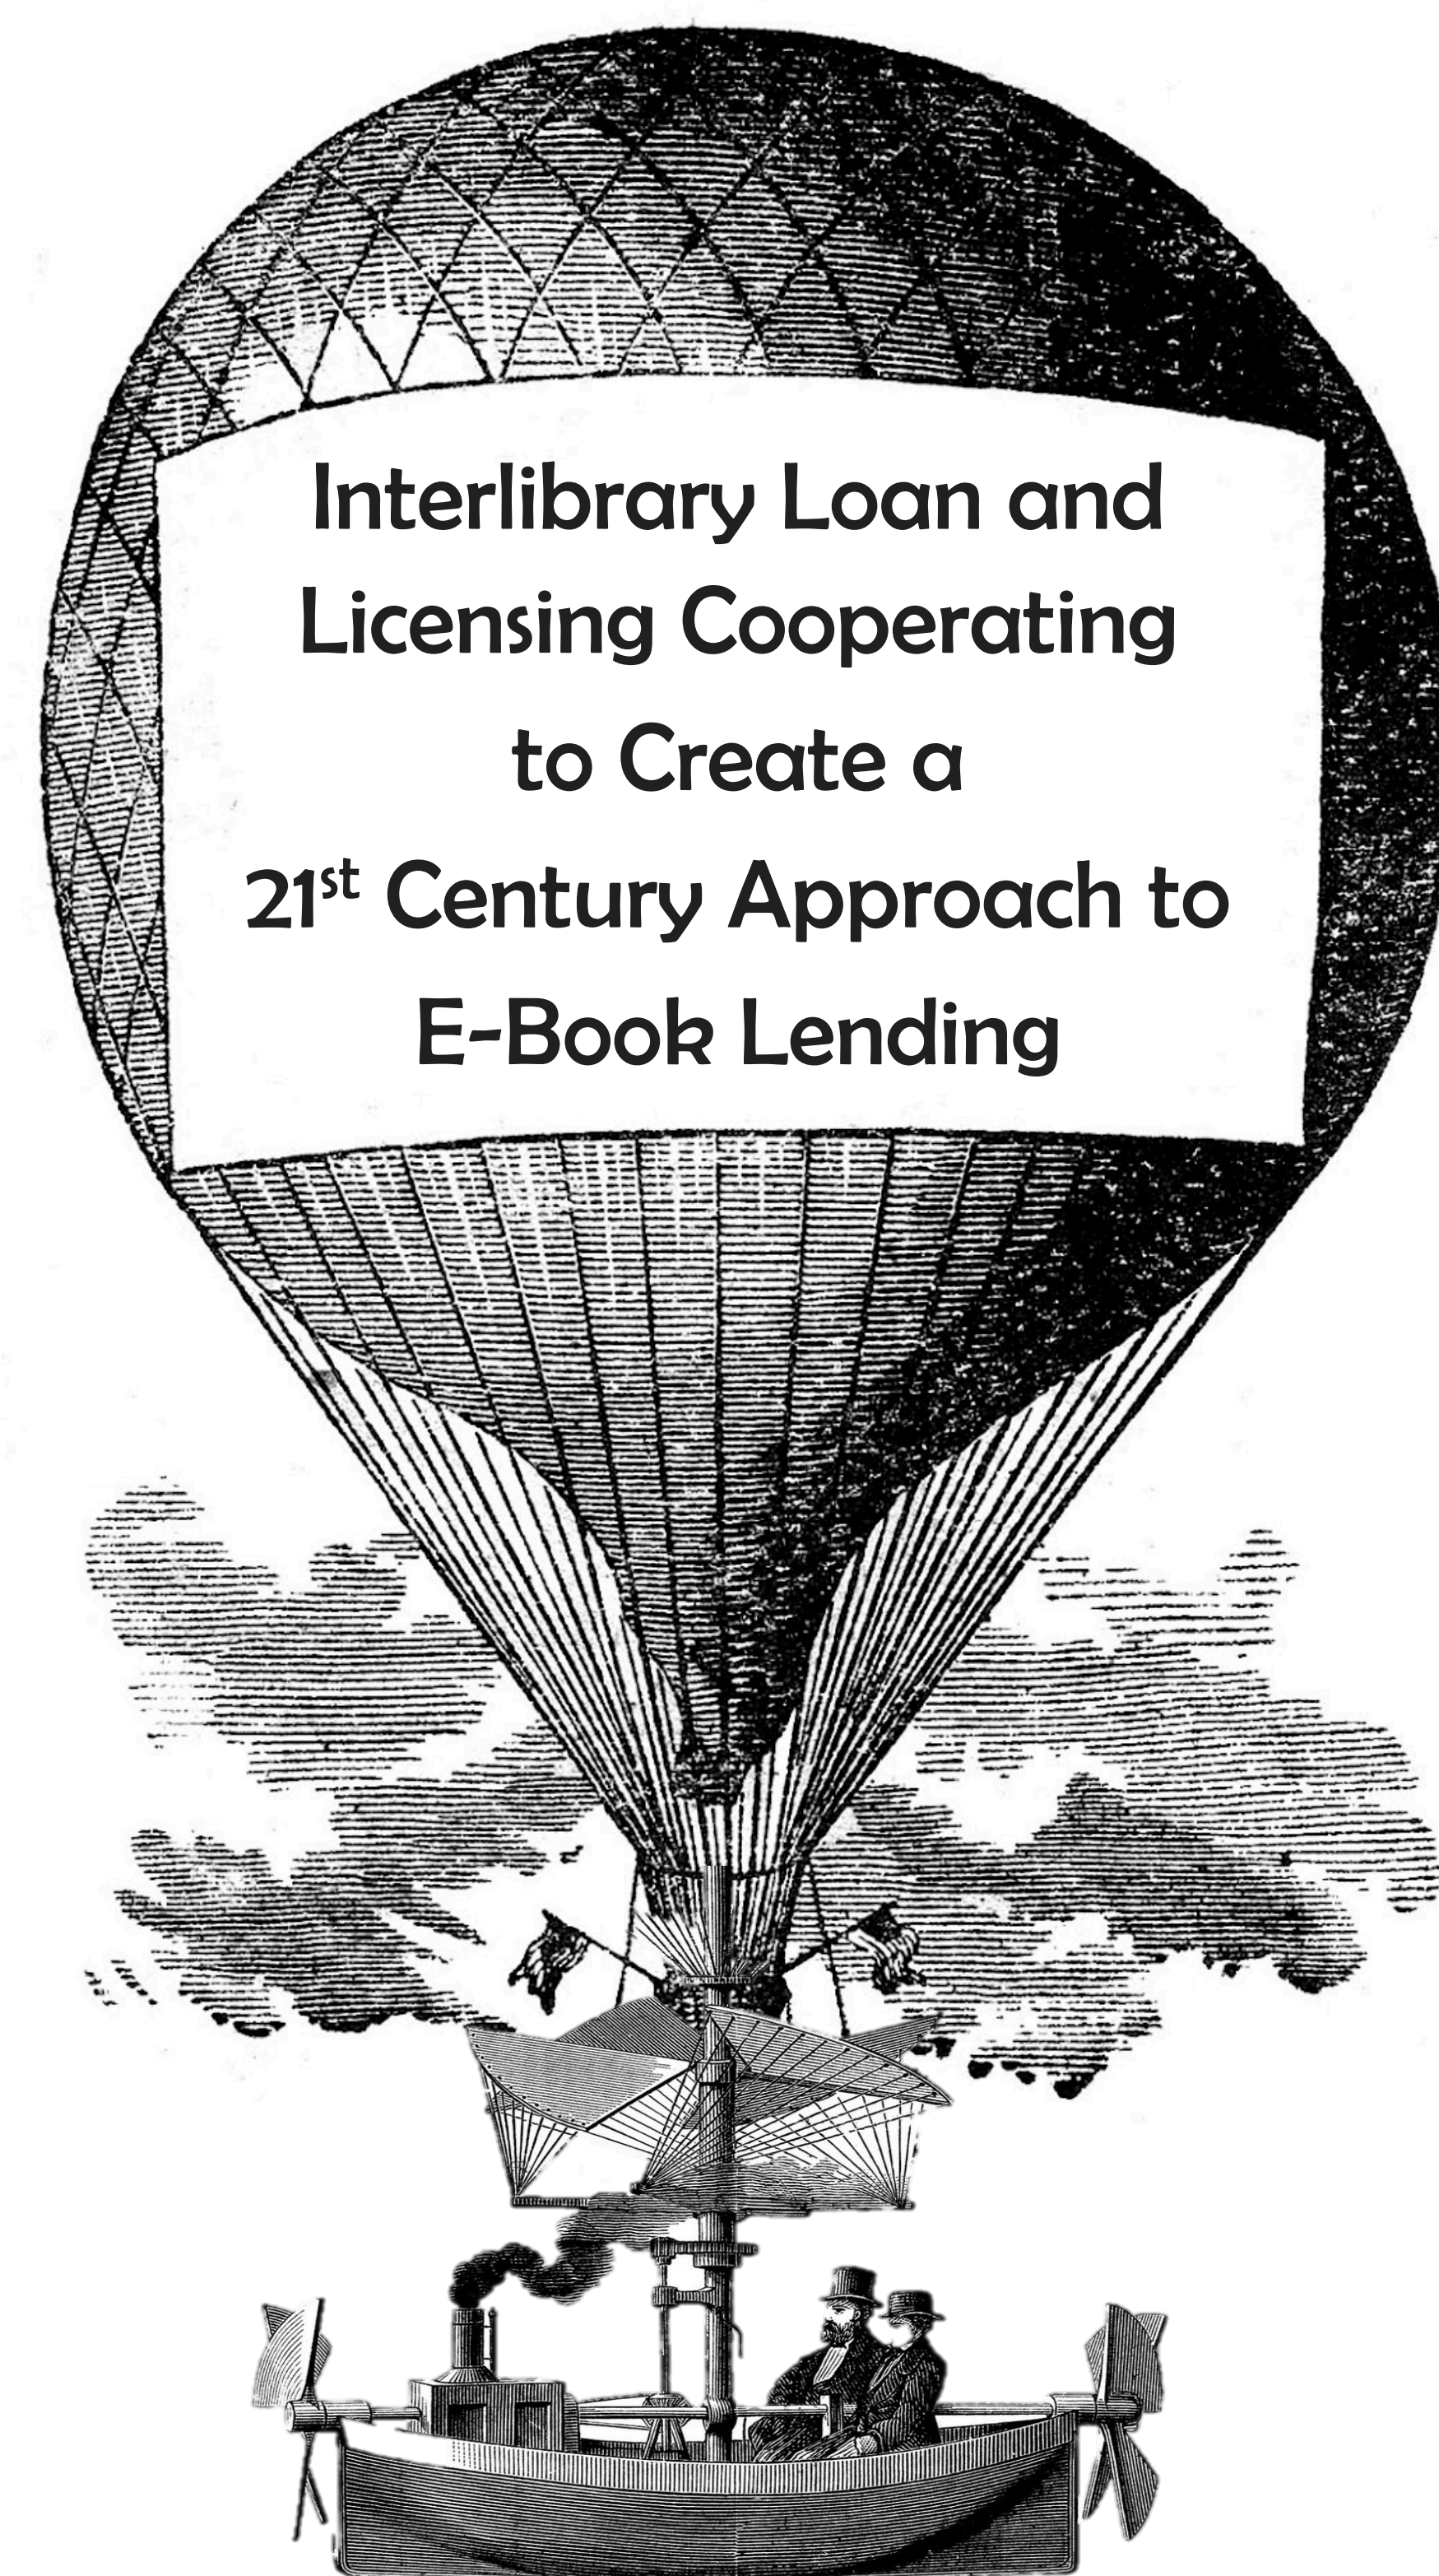 Interlibrary Loan and
Licensing Cooperating
to Create a
21st Century Approach to
E-Book Lending